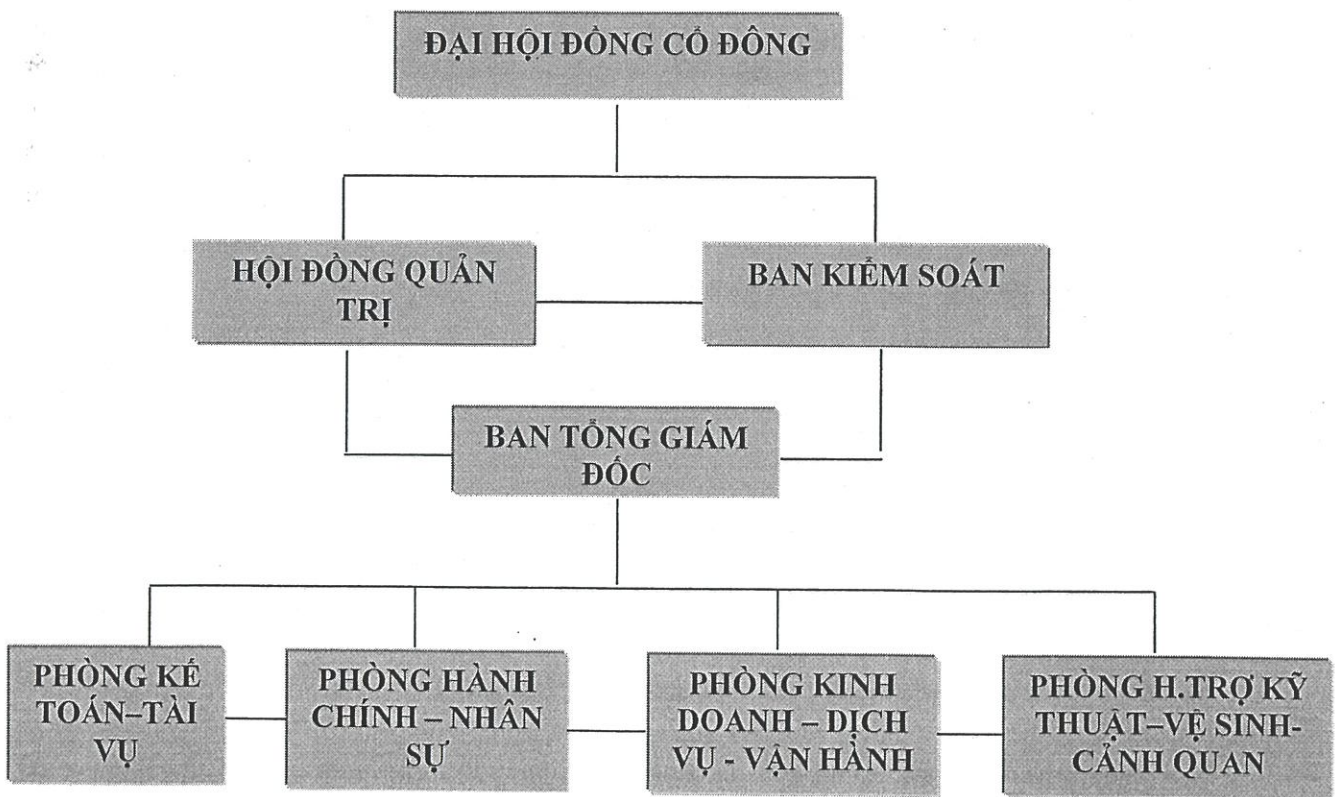 ĐẠI HỘI ĐỒNG CỔ ĐÔNG
HỘI ĐỒNG QUẢN
TRỊ
BAN KIỂM SOÁT
BAN TỔNG GIÁM
ĐỐC
PHÒNG KẾ
TOÁN–TÀI
VỤ
PHÒNG HÀNH
CHÍNH – NHÂN
SỰ
PHÒNG KINH
DOANH – DỊCH
VỤ - VẬN HÀNH
PHÒNG H.TRỢ KỸ
THUẬT–VỆ SINH-
CẢNH QUAN